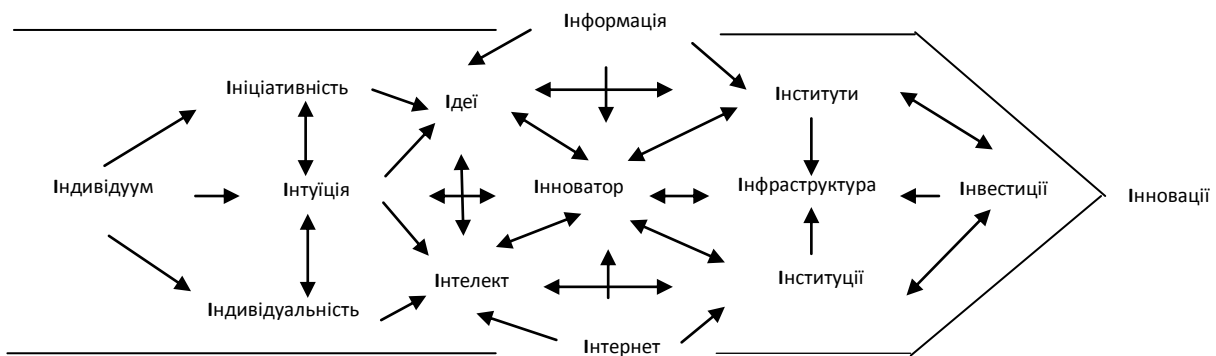 Інформація
Ініціативність
Ідеї
Інститути
Індивідуум
Інтуїція
Інноватор
Інфраструктура
Інвестиції
Інновації
Інтелект
Інституції
Індивідуальність
Інтернет